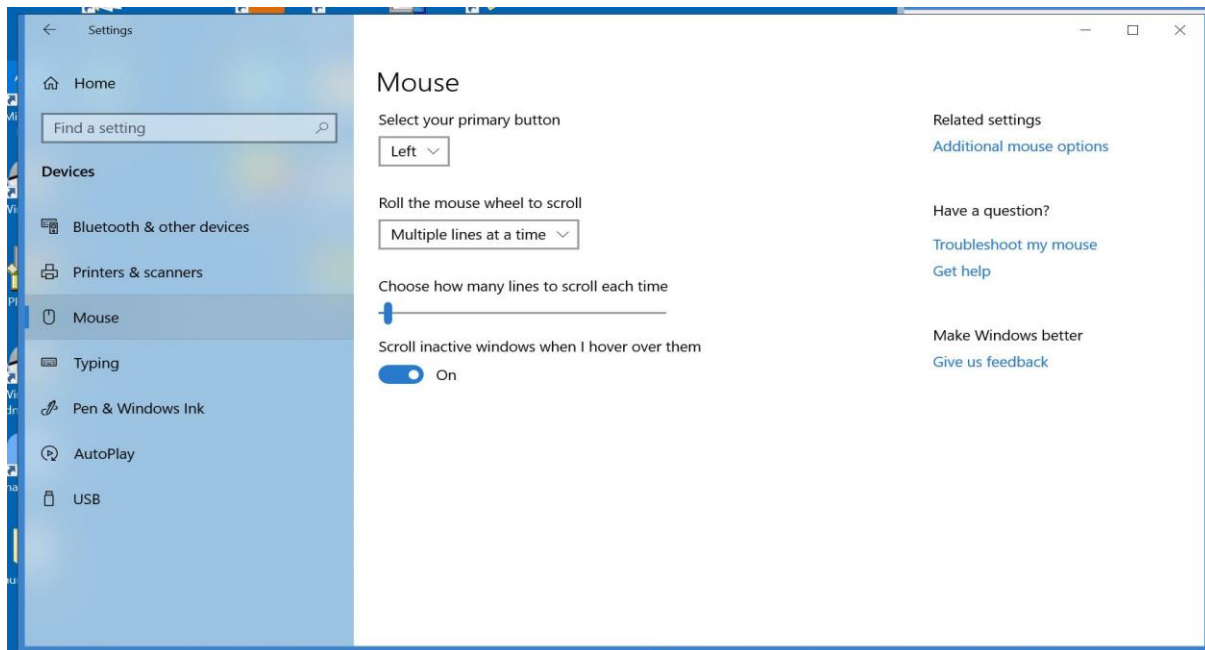 Settings
Home
Find a setting
Devices
Bluetooth & other devices
Printers & scanners
Mouse
Typing
Pen & Windows Ink
AutoPlay
USB
Mouse
Select your primary button
Left
Roll the mouse wheel to scroll
Multiple lines at a time
Choose how many lines to scroll each time
Scroll inactive windows when I hover over them
On
Related settings
Additional mouse options
Have a question?
Troubleshoot my mouse
Get help
Make Windows better
Give us feedback